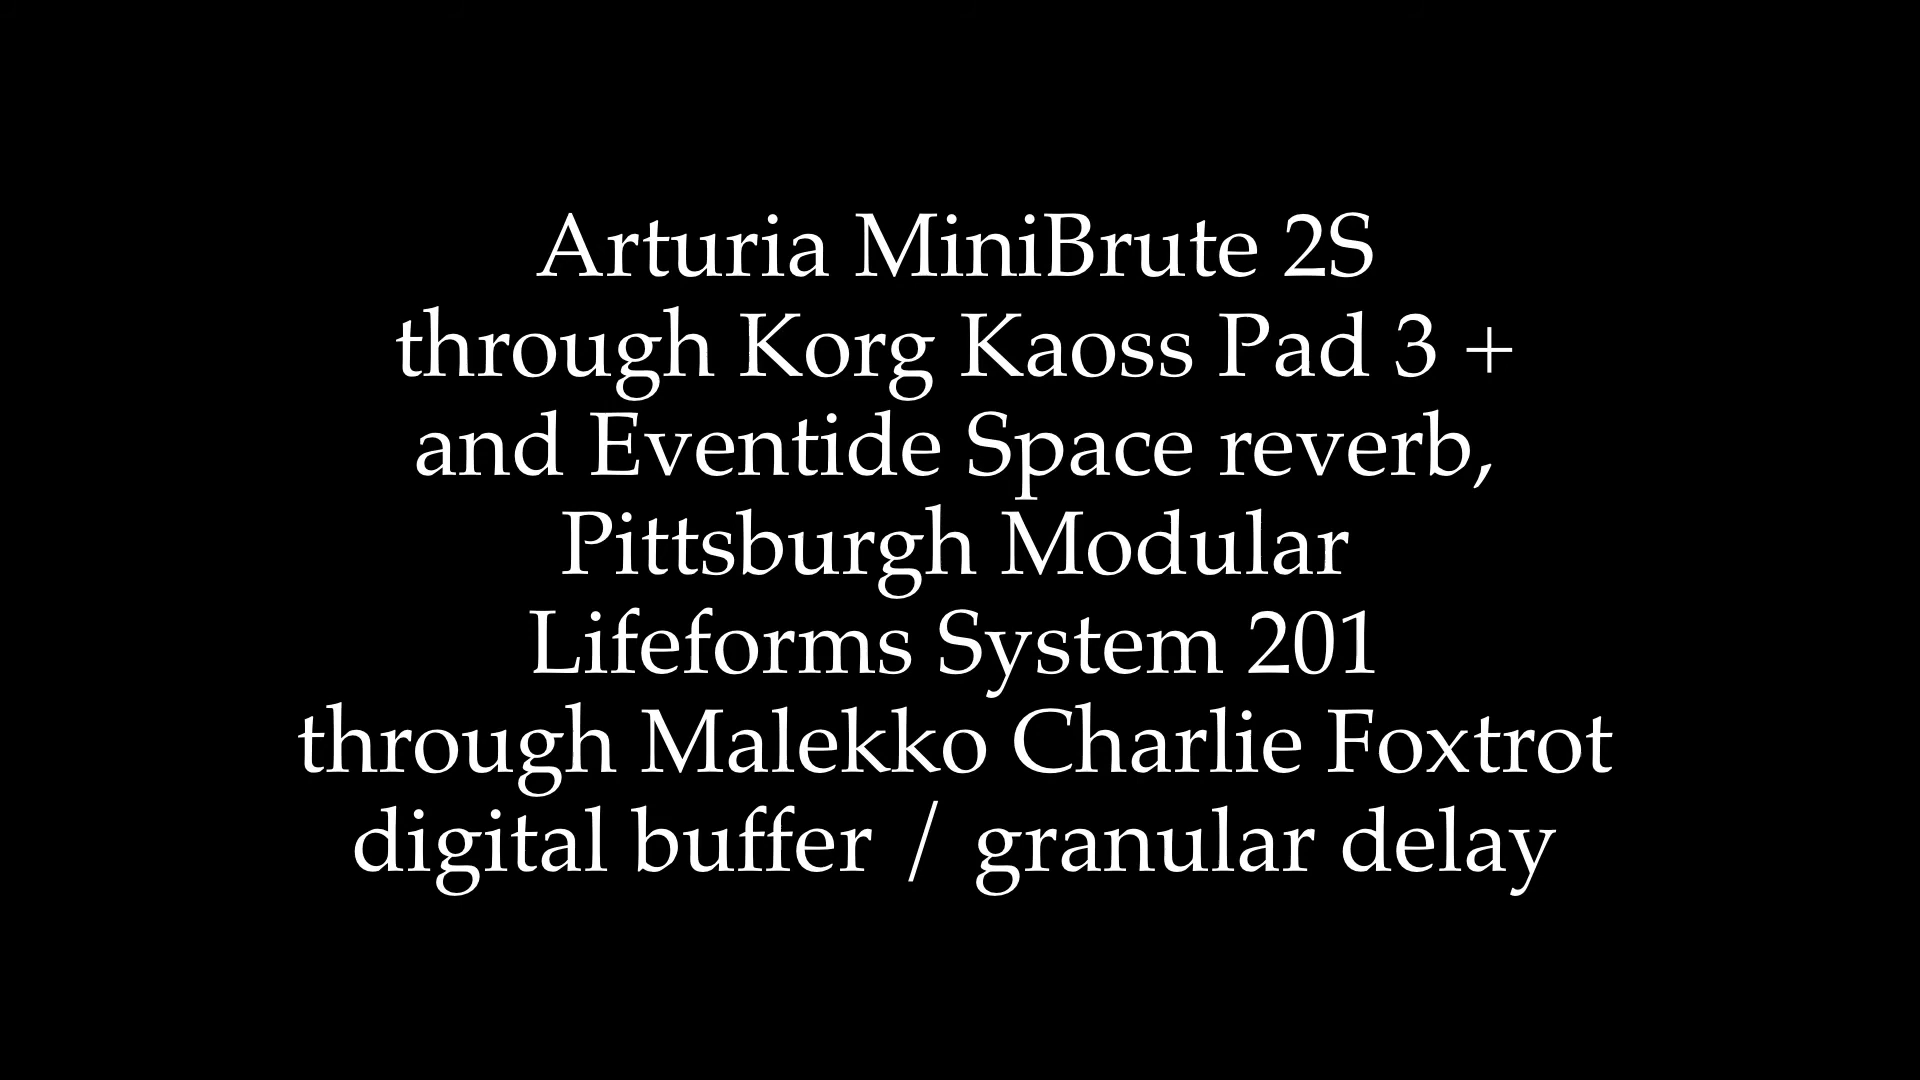 Arturia MiniBrute 2S
through Korg Kaoss Pad 3 +
and Eventide Space reverb,
Pittsburgh Modular
Lifeforms System 201
through Malekko Charlie Foxtrot
digital buffer / granular delay